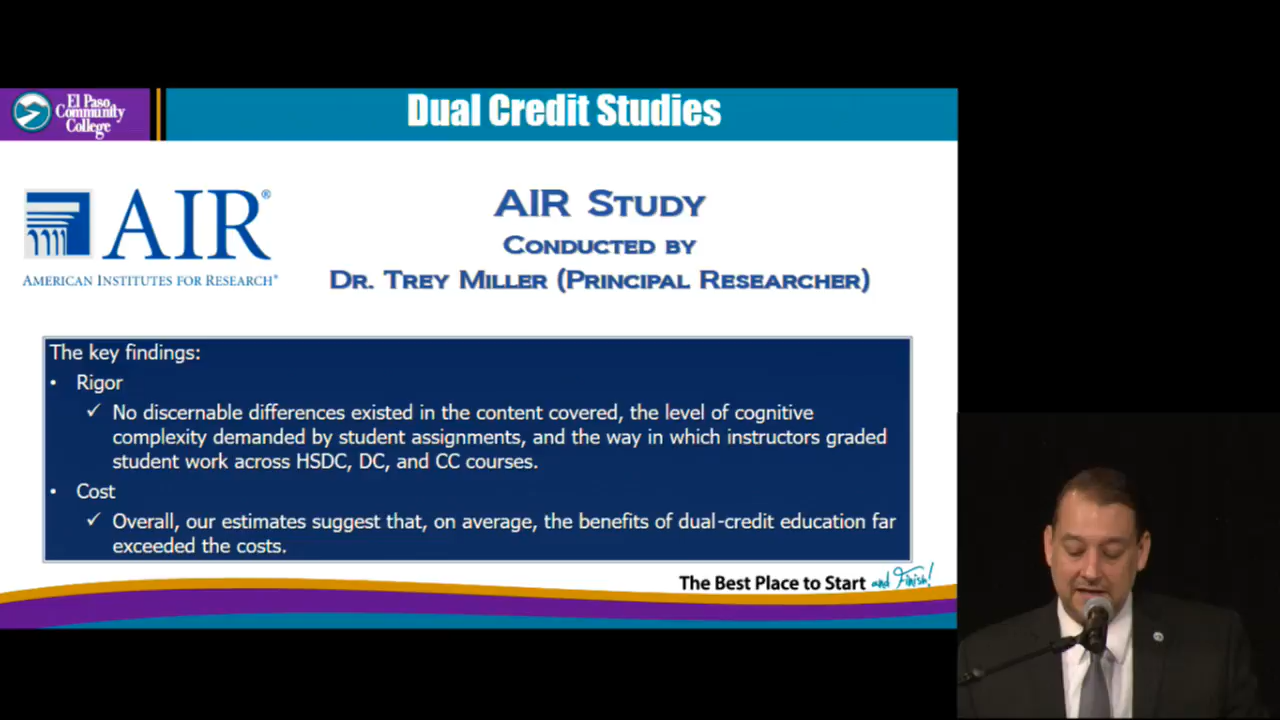 El Paso
Community
College
Dual Credit Studies
AIR®
AMERICAN INSTITUTES FOR RESEARCH®
AIR STUDY
CONDUCTED BY
DR. TREY MILLER (PRINCIPAL RESEARCHER)
The key findings:
• Rigor
✓ No discernable differences existed in the content covered, the level of cognitive
complexity demanded by student assignments, and the way in which instructors graded
student work across HSDC, DC, and CC courses.
• Cost
✓ Overall, our estimates suggest that, on average, the benefits of dual-credit education far
exceeded the costs.
The Best Place to Start and Finish!